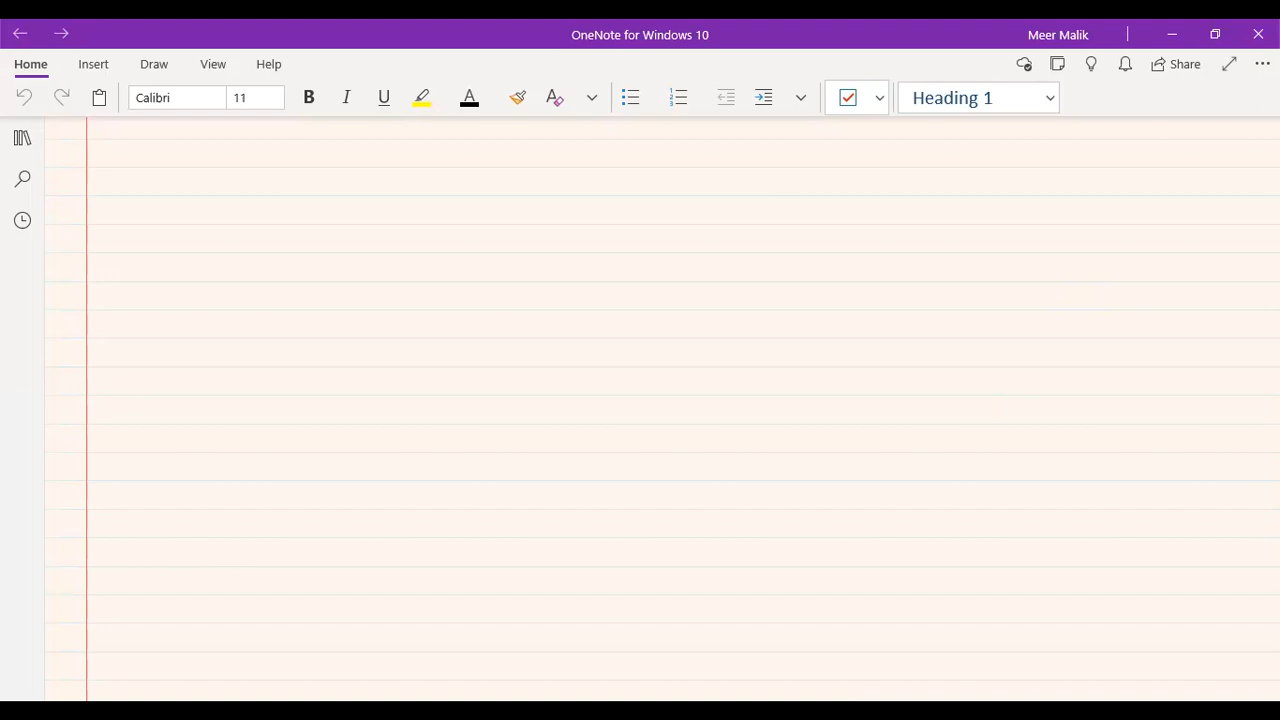 OneNote for Windows 10
Meer Malik
Home Insert Draw View Help
Share
Calibri 11 B I U A A Heading 1